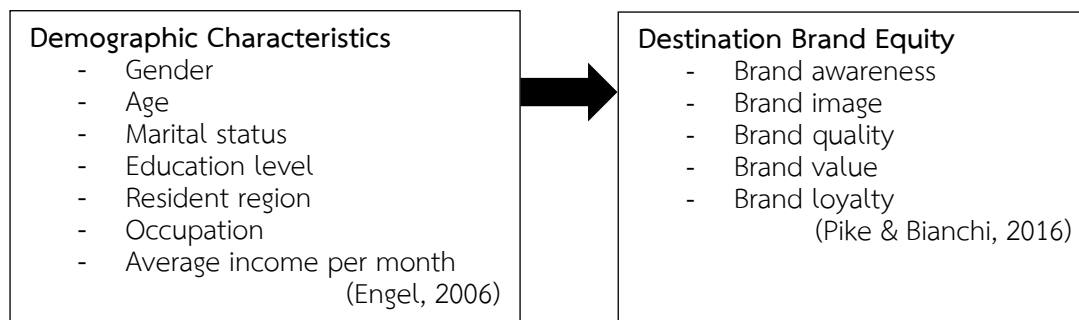 Demographic Characteristics
- Gender
- Age
- Marital status
- Education level
- Resident region
- Occupation
- Average income per month
(Engel, 2006)
Destination Brand Equity
- Brand awareness
- Brand image
- Brand quality
- Brand value
- Brand loyalty
(Pike & Bianchi, 2016)